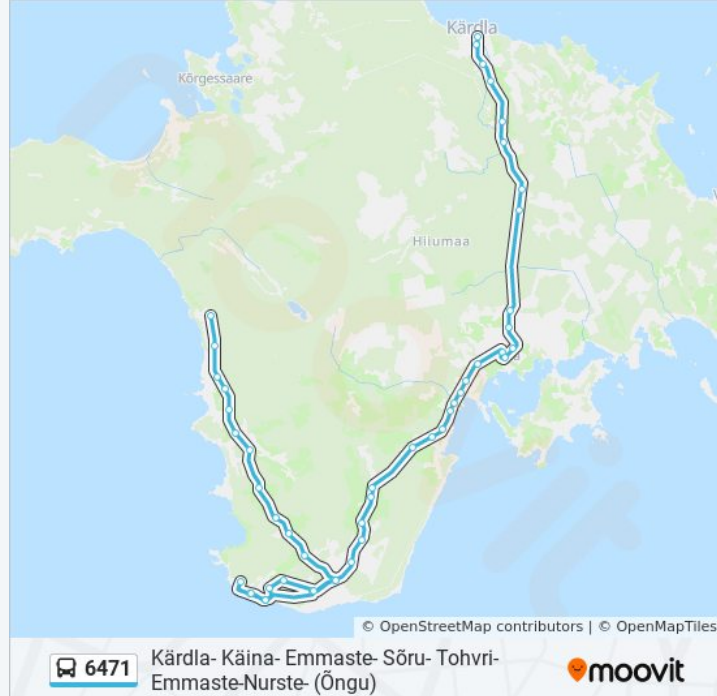 Kärdla
Kõrgessaare
Hiiumaa
© OpenStreetMap contributors | © OpenMapTiles
6471
Kärdla- Käina- Emmaste- Sõru- Tohvri-
Emmaste-Nurste- (Õngu)
moovit